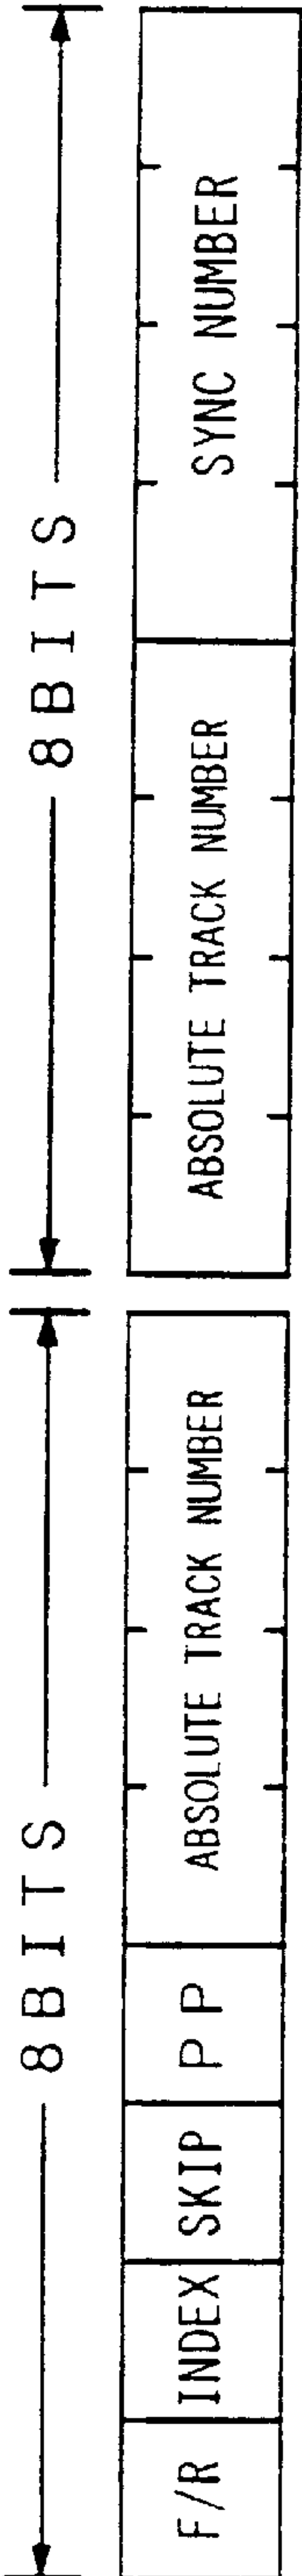 8BITS
8BITS
F/R
INDEX
SKIP
PP
ABSOLUTE TRACK NUMBER
ABSOLUTE TRACK NUMBER
SYNC NUMBER